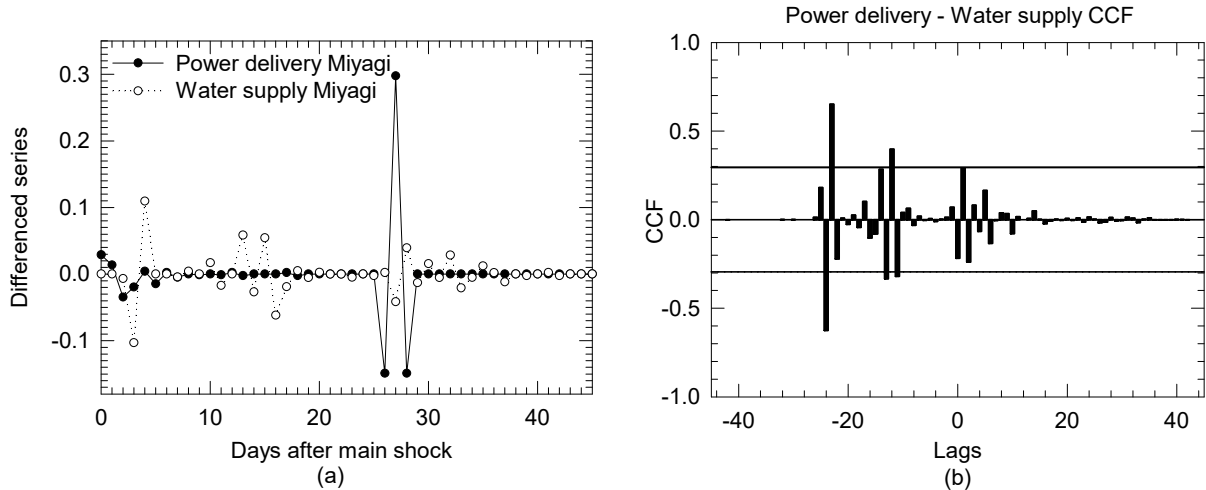 0.3
0.2
0.1
0.0
-0.1
Differenced series
Power delivery Miyagi
Water supply Miyagi
0 10 20 30 40
Days after main shock
(a)
Power delivery - Water supply CCF
1.0
0.5
0.0
-0.5
-1.0
CCF
-40 -20 0 20 40
Lags
(b)